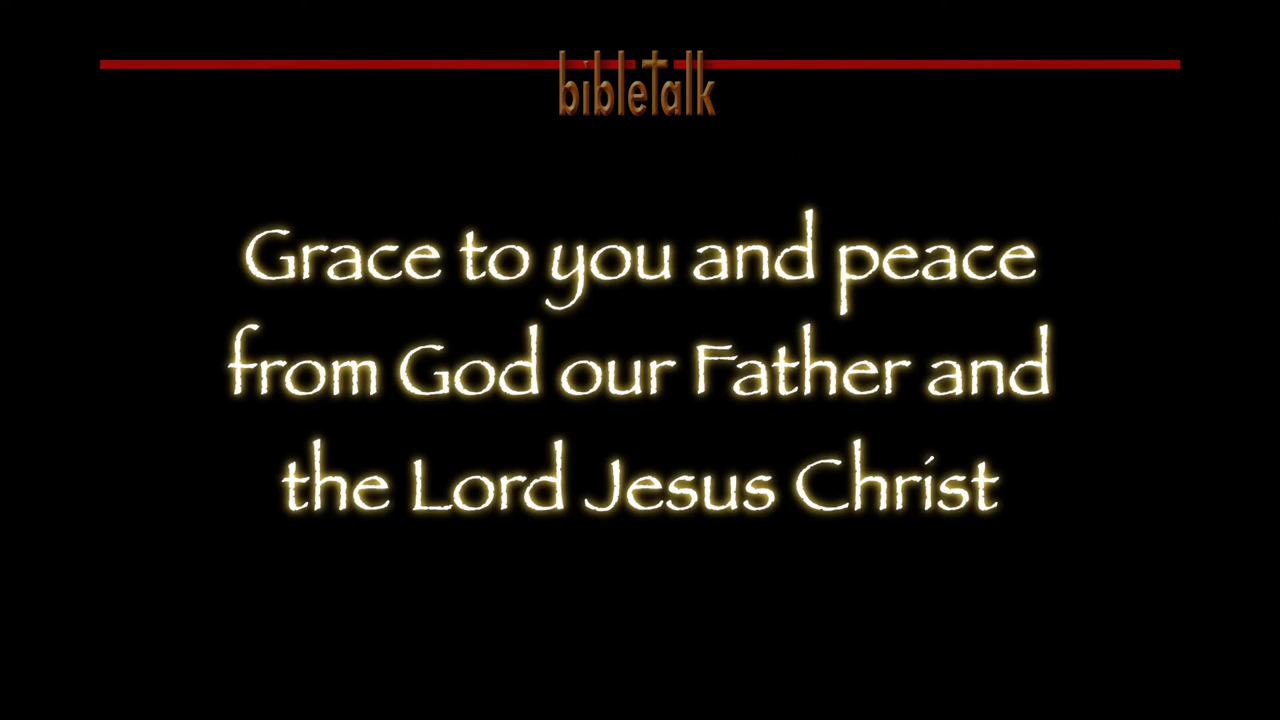 bibleTalk
Grace to you and peace
from God our Father and
the Lord Jesus Christ